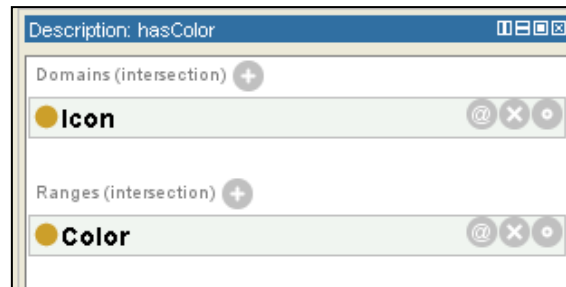 Description: hasColor
Domains (intersection)
Icon
Ranges (intersection)
Color